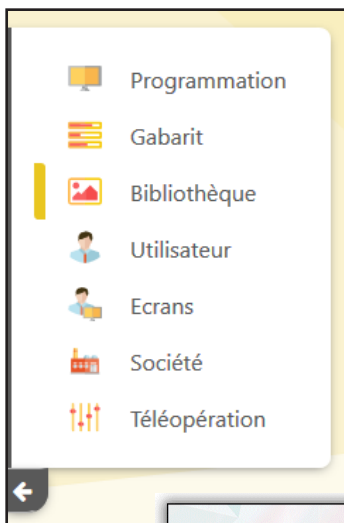 Programmation
Gabarit
Bibliothèque
Utilisateur
Ecrans
Société
Téléopération